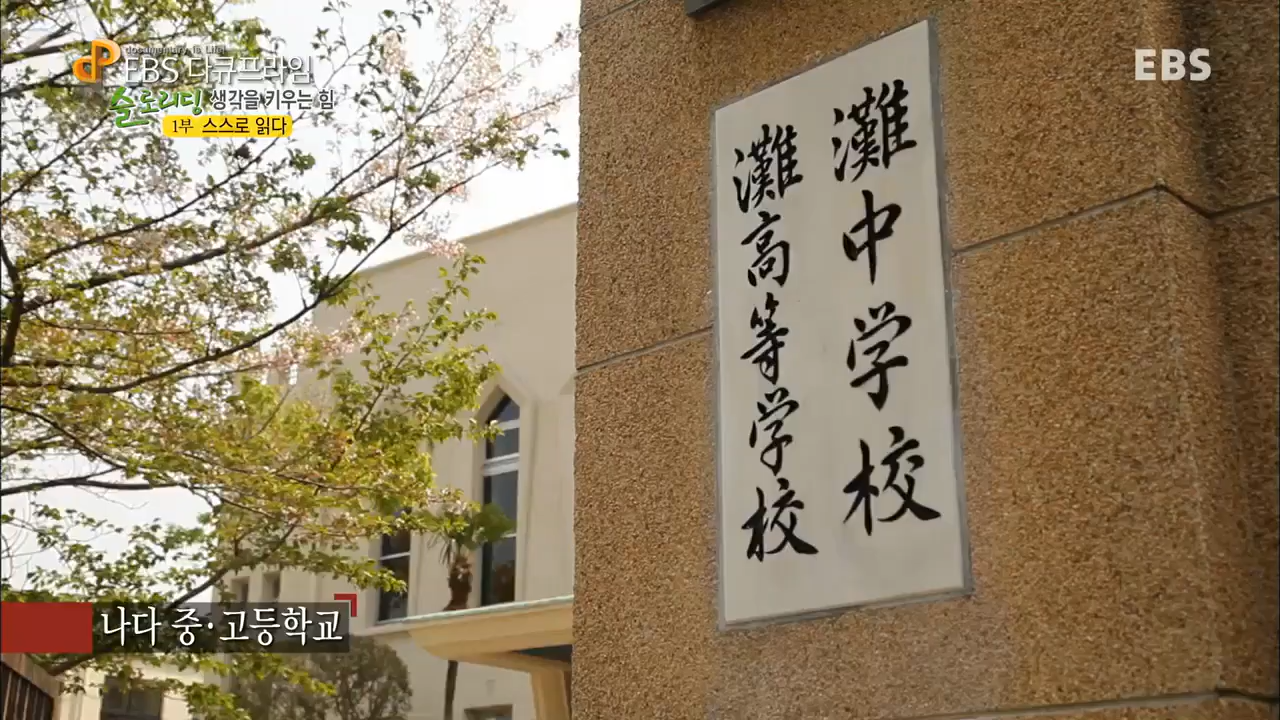 documentary is Life!
EBS 다큐프라임
EBS
슬로리딩 생각을 키우는 힘
1부 스스로 읽다
灘中学校
灘高等学校
나다 중·고등학교